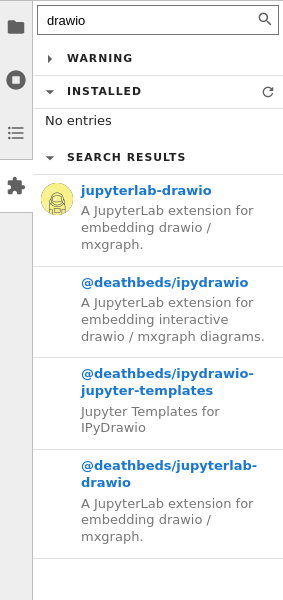 drawio
WARNING
INSTALLED
No entries
SEARCH RESULTS
jupyterlab-drawio
A JupyterLab extension for
embedding drawio /
mxgraph.
@deathbeds/ipydrawio
A JupyterLab extension for
embedding interactive
drawio / mxgraph diagrams.
@deathbeds/ipydrawio-
jupyter-templates
Jupyter Templates for
IPyDrawio
@deathbeds/jupyterlab-
drawio
A JupyterLab extension for
embedding drawio /
mxgraph.